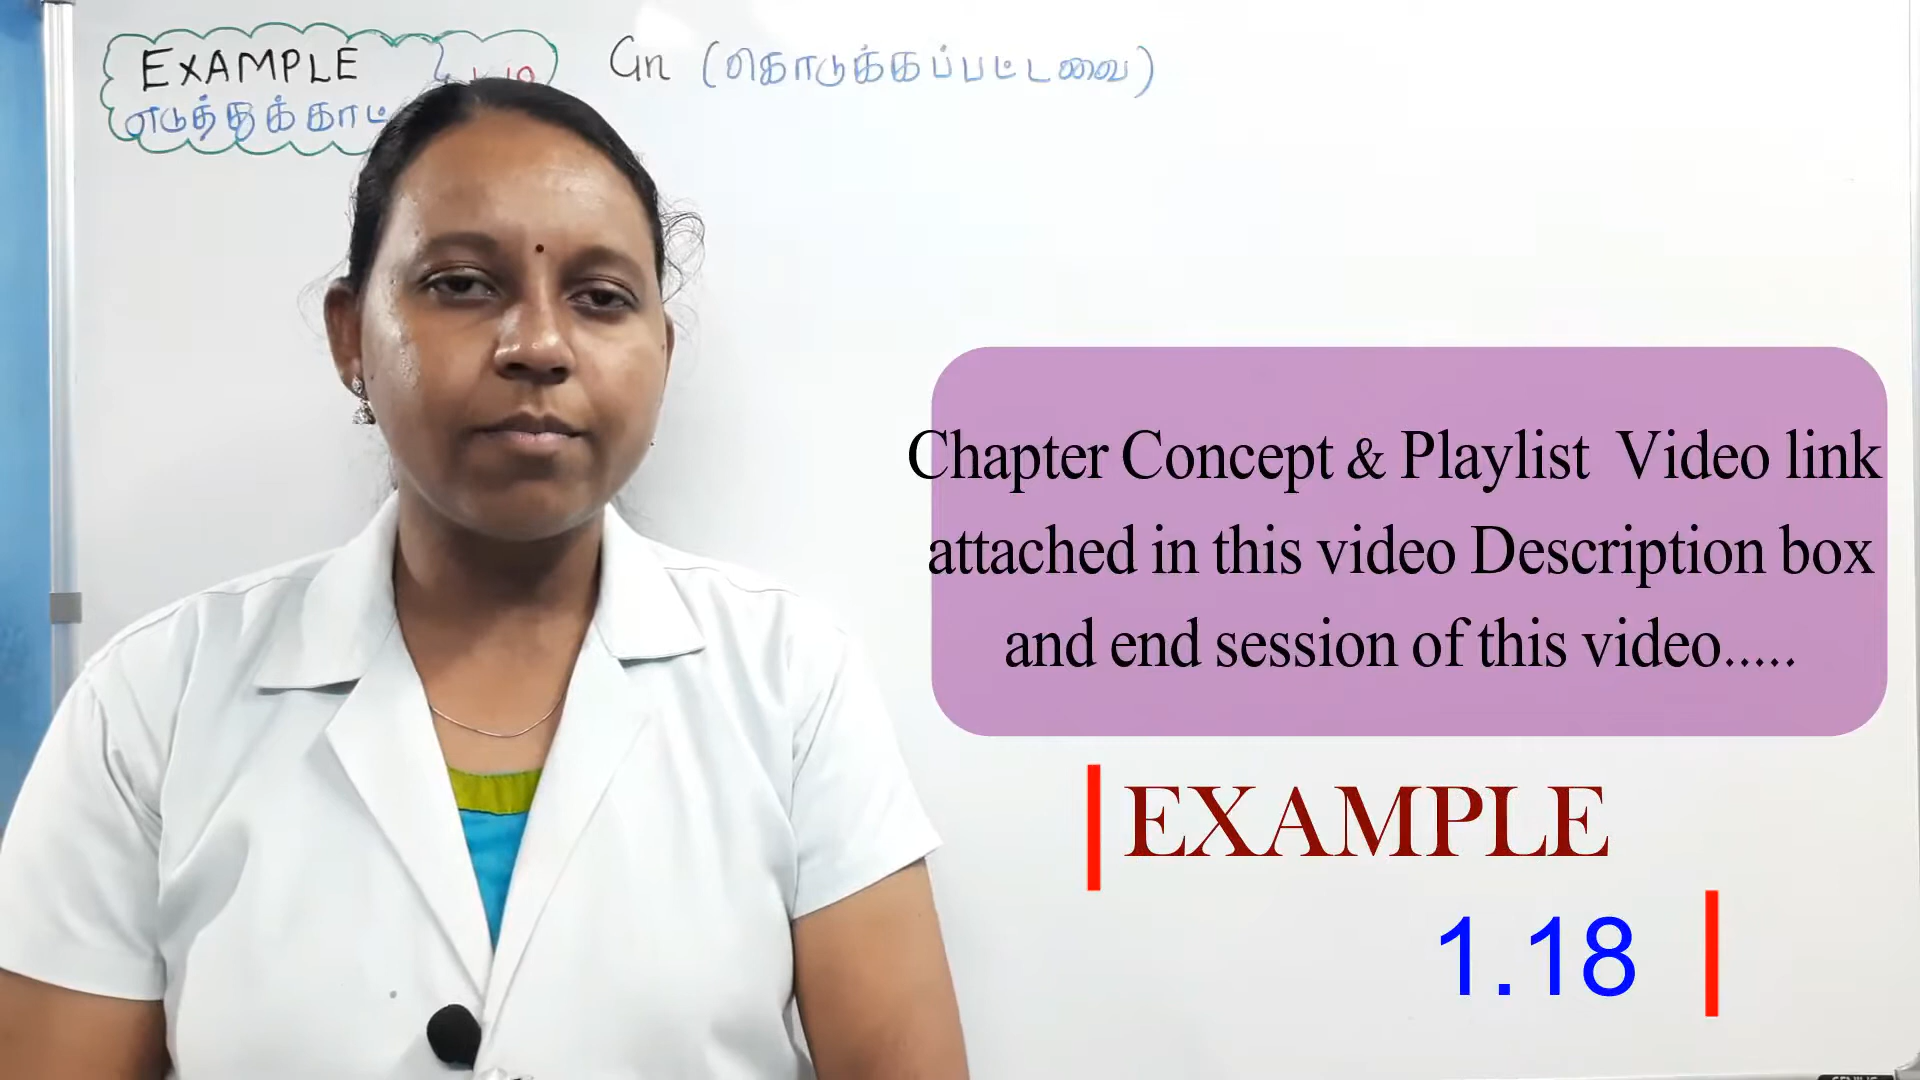 EXAMPLE
Gn (கொடுக்கப்பட்டவை)
Chapter Concept & Playlist Video link
attached in this video Description box
and end session of this video.....
EXAMPLE
1.18